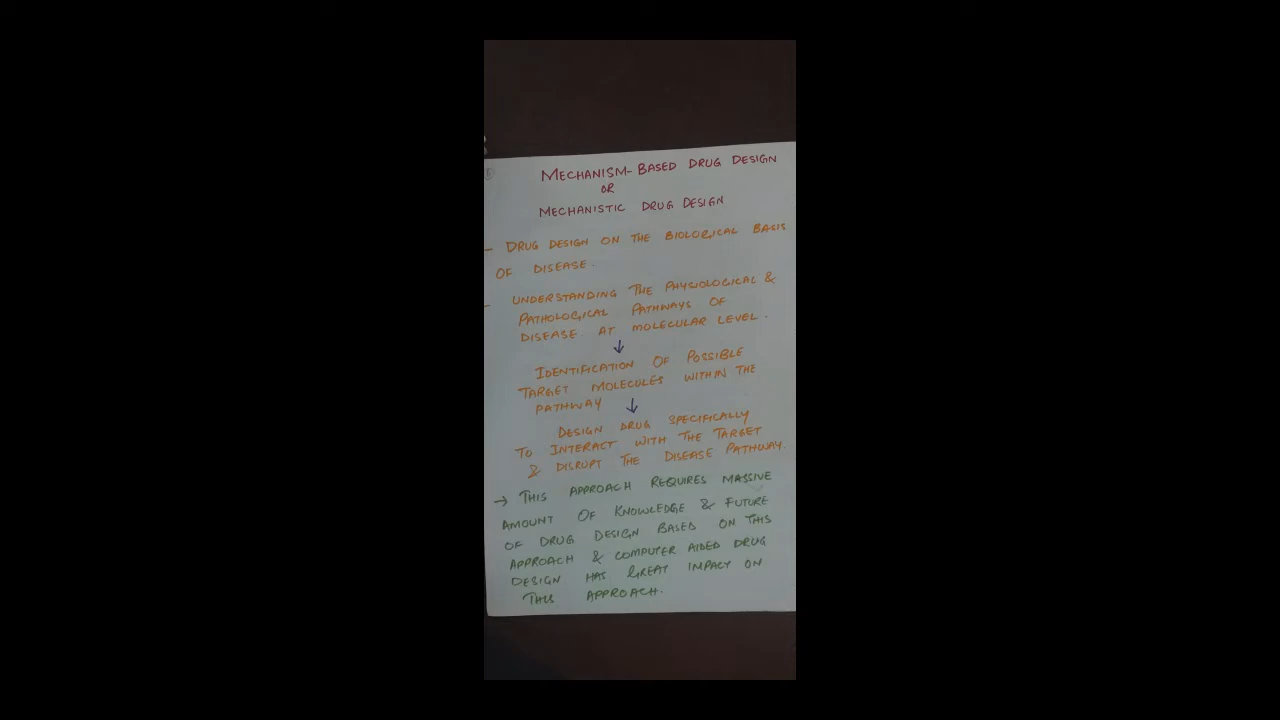 MECHANISM-BASED DRUG DESIGN
OR
MECHANISTIC DRUG DESIGN
- DRUG DESIGN ON THE BIOLOGICAL BASIS
OF DISEASE.
- UNDERSTANDING THE PHYSIOLOGICAL &
PATHOLOGICAL PATHWAYS OF
DISEASE AT MOLECULAR LEVEL.
↓
IDENTIFICATION OF POSSIBLE
TARGET MOLECULES WITHIN THE
PATHWAY
↓
DESIGN DRUG SPECIFICALLY
TO INTERACT WITH THE TARGET
& DISRUPT THE DISEASE PATHWAY.
→ THIS APPROACH REQUIRES MASSIVE
AMOUNT OF KNOWLEDGE & FUTURE
OF DRUG DESIGN BASED ON THIS
APPROACH & COMPUTER AIDED DRUG
DESIGN HAS GREAT IMPACT ON
THIS APPROACH.